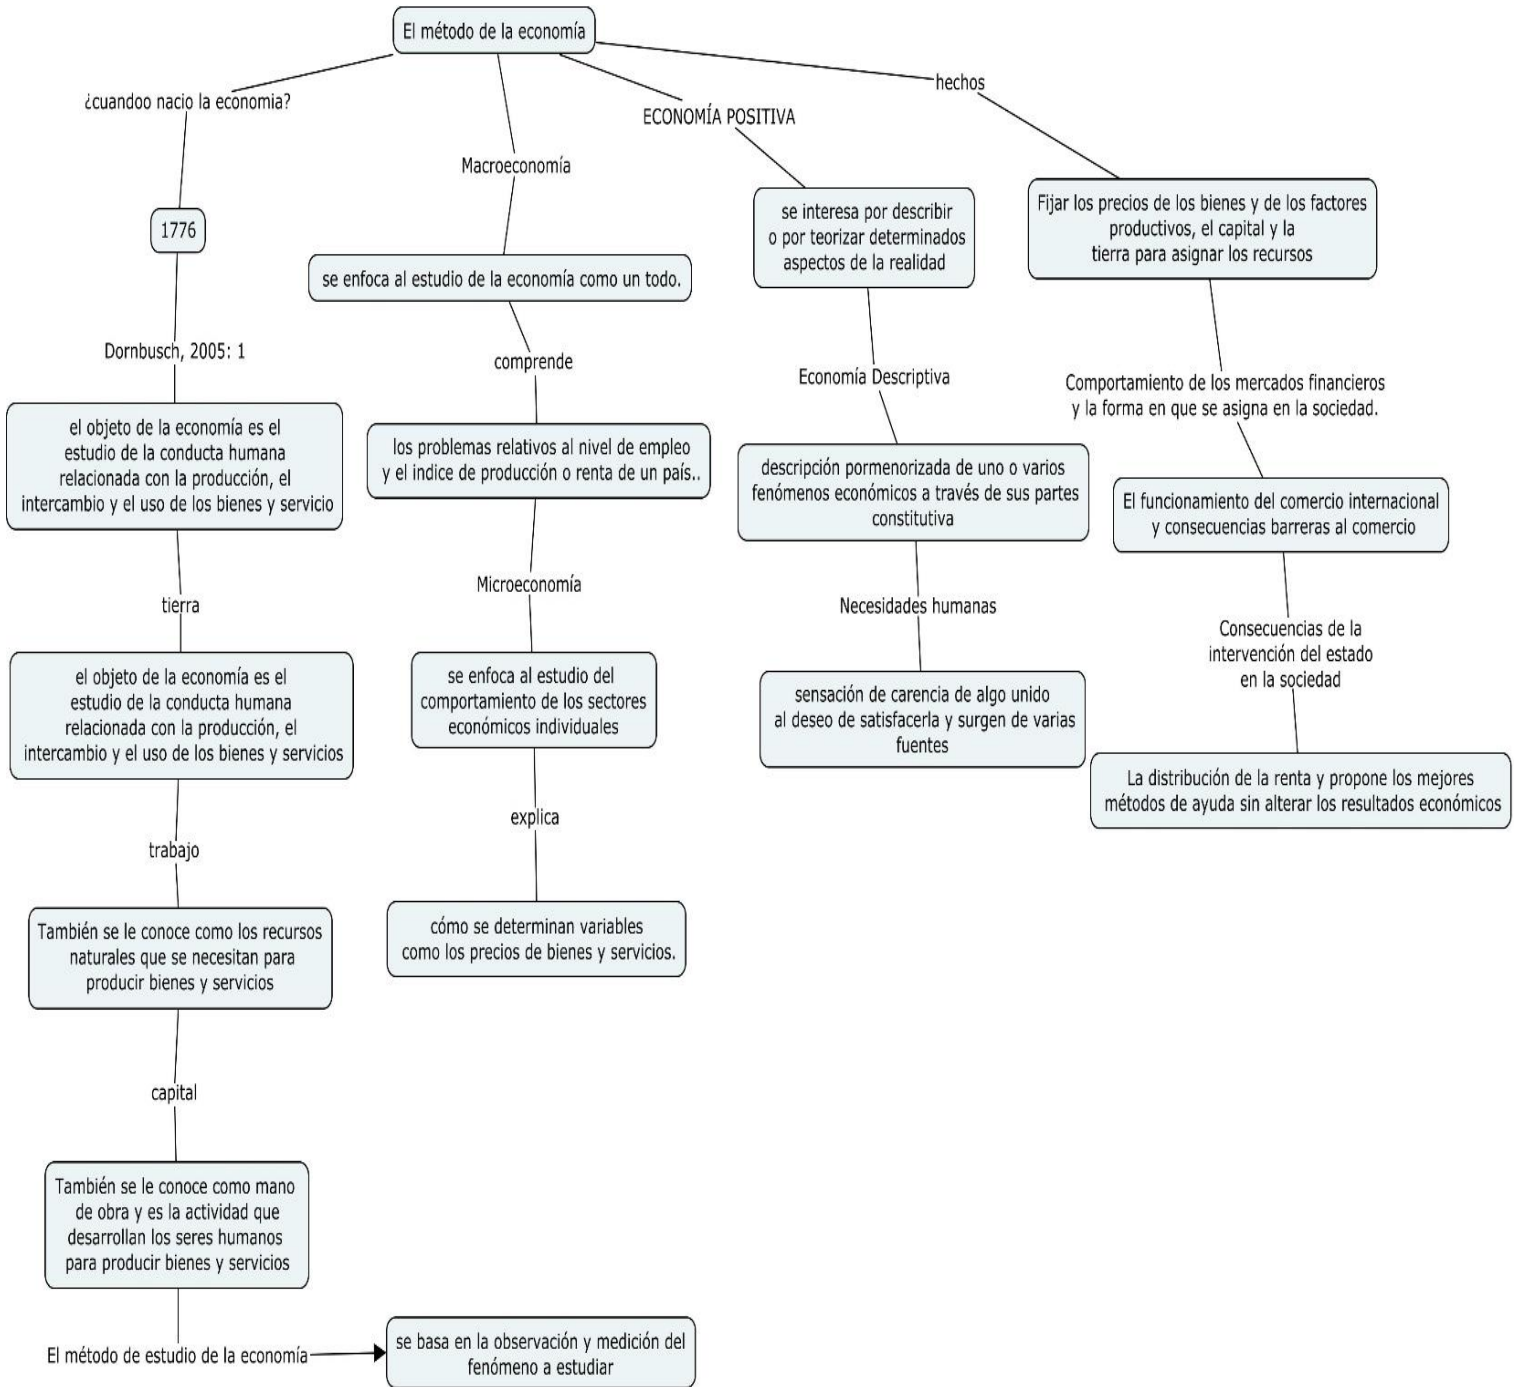 El método de la economía
¿cuandoo nacio la economia?
1776
Dornbusch, 2005: 1
el objeto de la economía es el
estudio de la conducta humana
relacionada con la producción, el
intercambio y el uso de los bienes y servicio
tierra
el objeto de la economía es el
estudio de la conducta humana
relacionada con la producción, el
intercambio y el uso de los bienes y servicios
trabajo
También se le conoce como los recursos
naturales que se necesitan para
producir bienes y servicios
capital
También se le conoce como mano
de obra y es la actividad que
desarrollan los seres humanos
para producir bienes y servicios
El método de estudio de la economía
se basa en la observación y medición del
fenómeno a estudiar
Macroeconomía
se enfoca al estudio de la economía como un todo.
comprende
los problemas relativos al nivel de empleo
y el indice de producción o renta de un país..
Microeconomía
se enfoca al estudio del
comportamiento de los sectores
económicos individuales
explica
cómo se determinan variables
como los precios de bienes y servicios.
ECONOMÍA POSITIVA
se interesa por describir
o por teorizar determinados
aspectos de la realidad
Economía Descriptiva
descripción pormenorizada de uno o varios
fenómenos económicos a través de sus partes
constitutiva
Necesidades humanas
sensación de carencia de algo unido
al deseo de satisfacerla y surgen de varias
fuentes
hechos
Fijar los precios de los bienes y de los factores
productivos, el capital y la
tierra para asignar los recursos
Comportamiento de los mercados financieros
y la forma en que se asigna en la sociedad.
El funcionamiento del comercio internacional
y consecuencias barreras al comercio
Consecuencias de la
intervención del estado
en la sociedad
La distribución de la renta y propone los mejores
métodos de ayuda sin alterar los resultados económicos